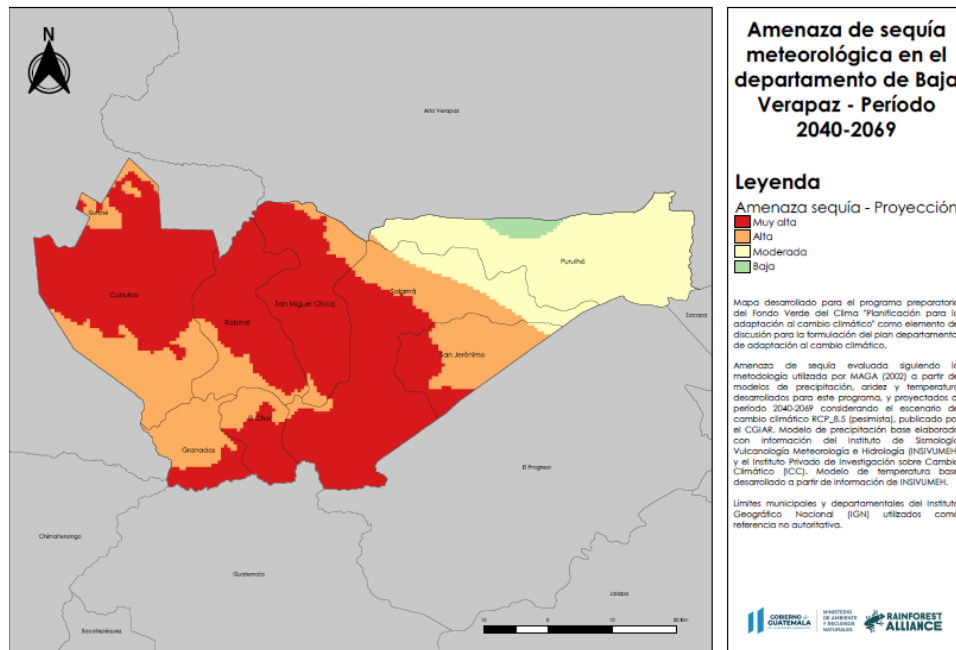 Amenaza de sequía
meteorológica en el
departamento de Baja
Verapaz - Período
2040-2069
Leyenda
Amenaza sequía - Proyección
Muy alta
Alta
Moderada
Baja
Mapa desarrollado para el programa preparatorio
del Fondo Verde del Clima "Planificación para la
adaptación al cambio climático" como elemento de
discusión para la formulación del plan departamental
de adaptación al cambio climático.
Amenaza de sequía evaluada siguiendo la
metodología utilizada por MAGA (2002) a partir de
modelos de precipitación, aridez y temperatura
desarrollados para este programa, y proyectados al
período 2040-2069 considerando el escenario de
cambio climático RCP_8.5 (pesimista), publicado por
el CGIAR. Modelo de precipitación base elaborado
con información del Instituto de Sismología
Vulcanología Meteorología e Hidrología (INSIVUMEH)
y el Instituto Privado de Investigación sobre Cambio
Climático (ICC). Modelo de temperatura base
desarrollado a partir de información de INSIVUMEH.
Límites municipales y departamentales del Instituto
Geográfico Nacional (IGN) utilizados como
referencia no autoritativa.
GOBIERNO de
GUATEMALA
MINISTERIO
DE AMBIENTE
Y RECURSOS
NATURALES
RAINFOREST
ALLIANCE
N
Alta Verapaz
Quiché
Purulhá
Cubulco
Salamá
San Miguel Chicaj
Rabinal
Zacapa
San Jerónimo
El Chol
Granados
El Progreso
Chimaltenango
Guatemala
Jalapa
Sacatepéquez
10
0
10
20 km